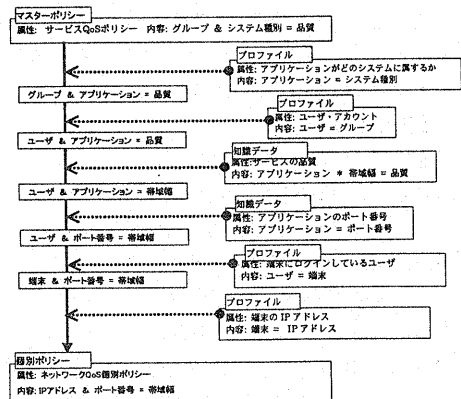 マスターポリシー
属性: サービスQoSポリシー 内容: グループ & システム種別 = 品質
プロファイル
属性: アプリケーションがどのシステムに属するか
内容: アプリケーション = システム種別
グループ & アプリケーション = 品質
プロファイル
属性: ユーザ・アカウント
内容: ユーザ = グループ
ユーザ & アプリケーション = 品質
知識データ
属性:サービスの品質
内容: アプリケーション * 帯域幅 = 品質
ユーザ & アプリケーション = 帯域幅
知識データ
属性: アプリケーションのポート番号
内容: アプリケーション = ポート番号
ユーザ & ポート番号 = 帯域幅
プロファイル
属性: 端末にログインしているユーザ
内容: ユーザ = 端末
端末 & ポート番号 = 帯域幅
プロファイル
属性: 端末の IP アドレス
内容: 端末 = IP アドレス
個別ポリシー
属性: ネットワークQoS個別ポリシー
内容: IPアドレス & ポート番号 = 帯域幅